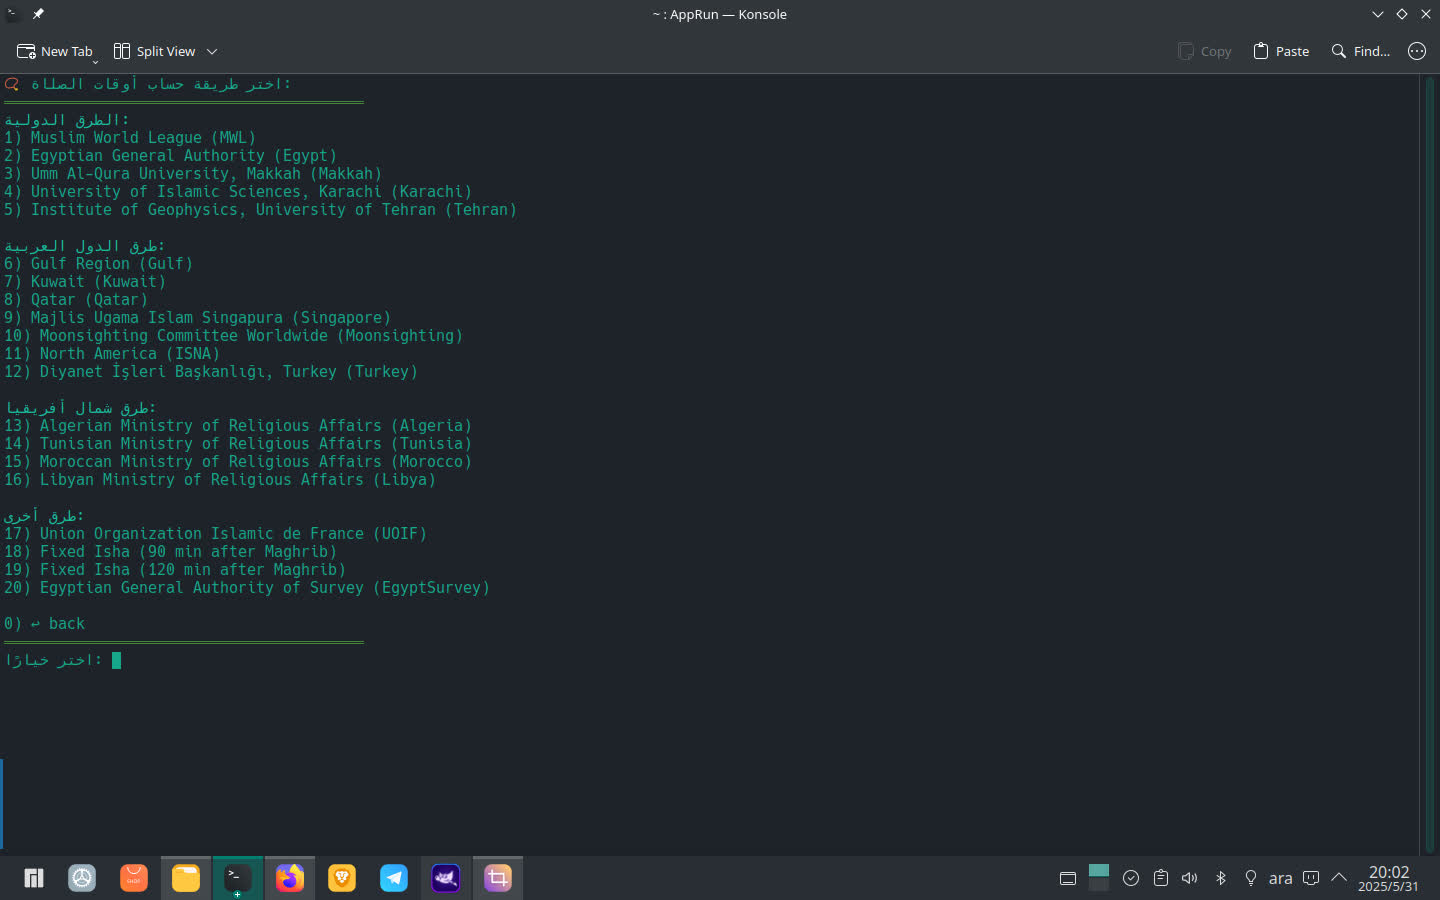 ~ : AppRun — Konsole
New Tab
Split View
Copy
Paste
Find...
اختر طريقة حساب أوقات الصلاة:
الطرق الدولية:
1) Muslim World League (MWL)
2) Egyptian General Authority (Egypt)
3) Umm Al-Qura University, Makkah (Makkah)
4) University of Islamic Sciences, Karachi (Karachi)
5) Institute of Geophysics, University of Tehran (Tehran)
طرق الدول العربية:
6) Gulf Region (Gulf)
7) Kuwait (Kuwait)
8) Qatar (Qatar)
9) Majlis Ugama Islam Singapura (Singapore)
10) Moonsighting Committee Worldwide (Moonsighting)
11) North America (ISNA)
12) Diyanet İşleri Başkanlığı, Turkey (Turkey)
طرق شمال أفريقيا:
13) Algerian Ministry of Religious Affairs (Algeria)
14) Tunisian Ministry of Religious Affairs (Tunisia)
15) Moroccan Ministry of Religious Affairs (Morocco)
16) Libyan Ministry of Religious Affairs (Libya)
طرق أخرى:
17) Union Organization Islamic de France (UOIF)
18) Fixed Isha (90 min after Maghrib)
19) Fixed Isha (120 min after Maghrib)
20) Egyptian General Authority of Survey (EgyptSurvey)
0) ↩ back
اختر خيارًا:
ara
20:02
2025/5/31